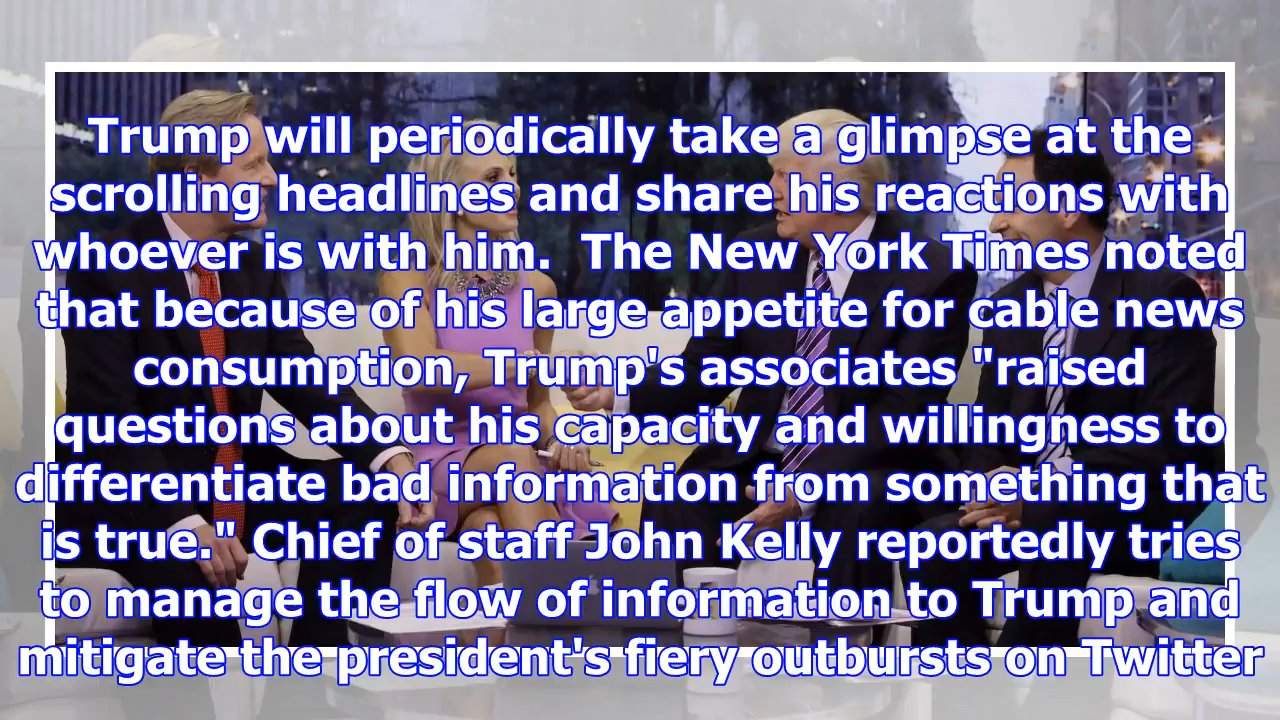 Trump will periodically take a glimpse at the
scrolling headlines and share his reactions with
whoever is with him.  The New York Times noted
that because of his large appetite for cable news
consumption, Trump's associates "raised
questions about his capacity and willingness to
differentiate bad information from something that
is true." Chief of staff John Kelly reportedly tries
to manage the flow of information to Trump and
mitigate the president's fiery outbursts on Twitter